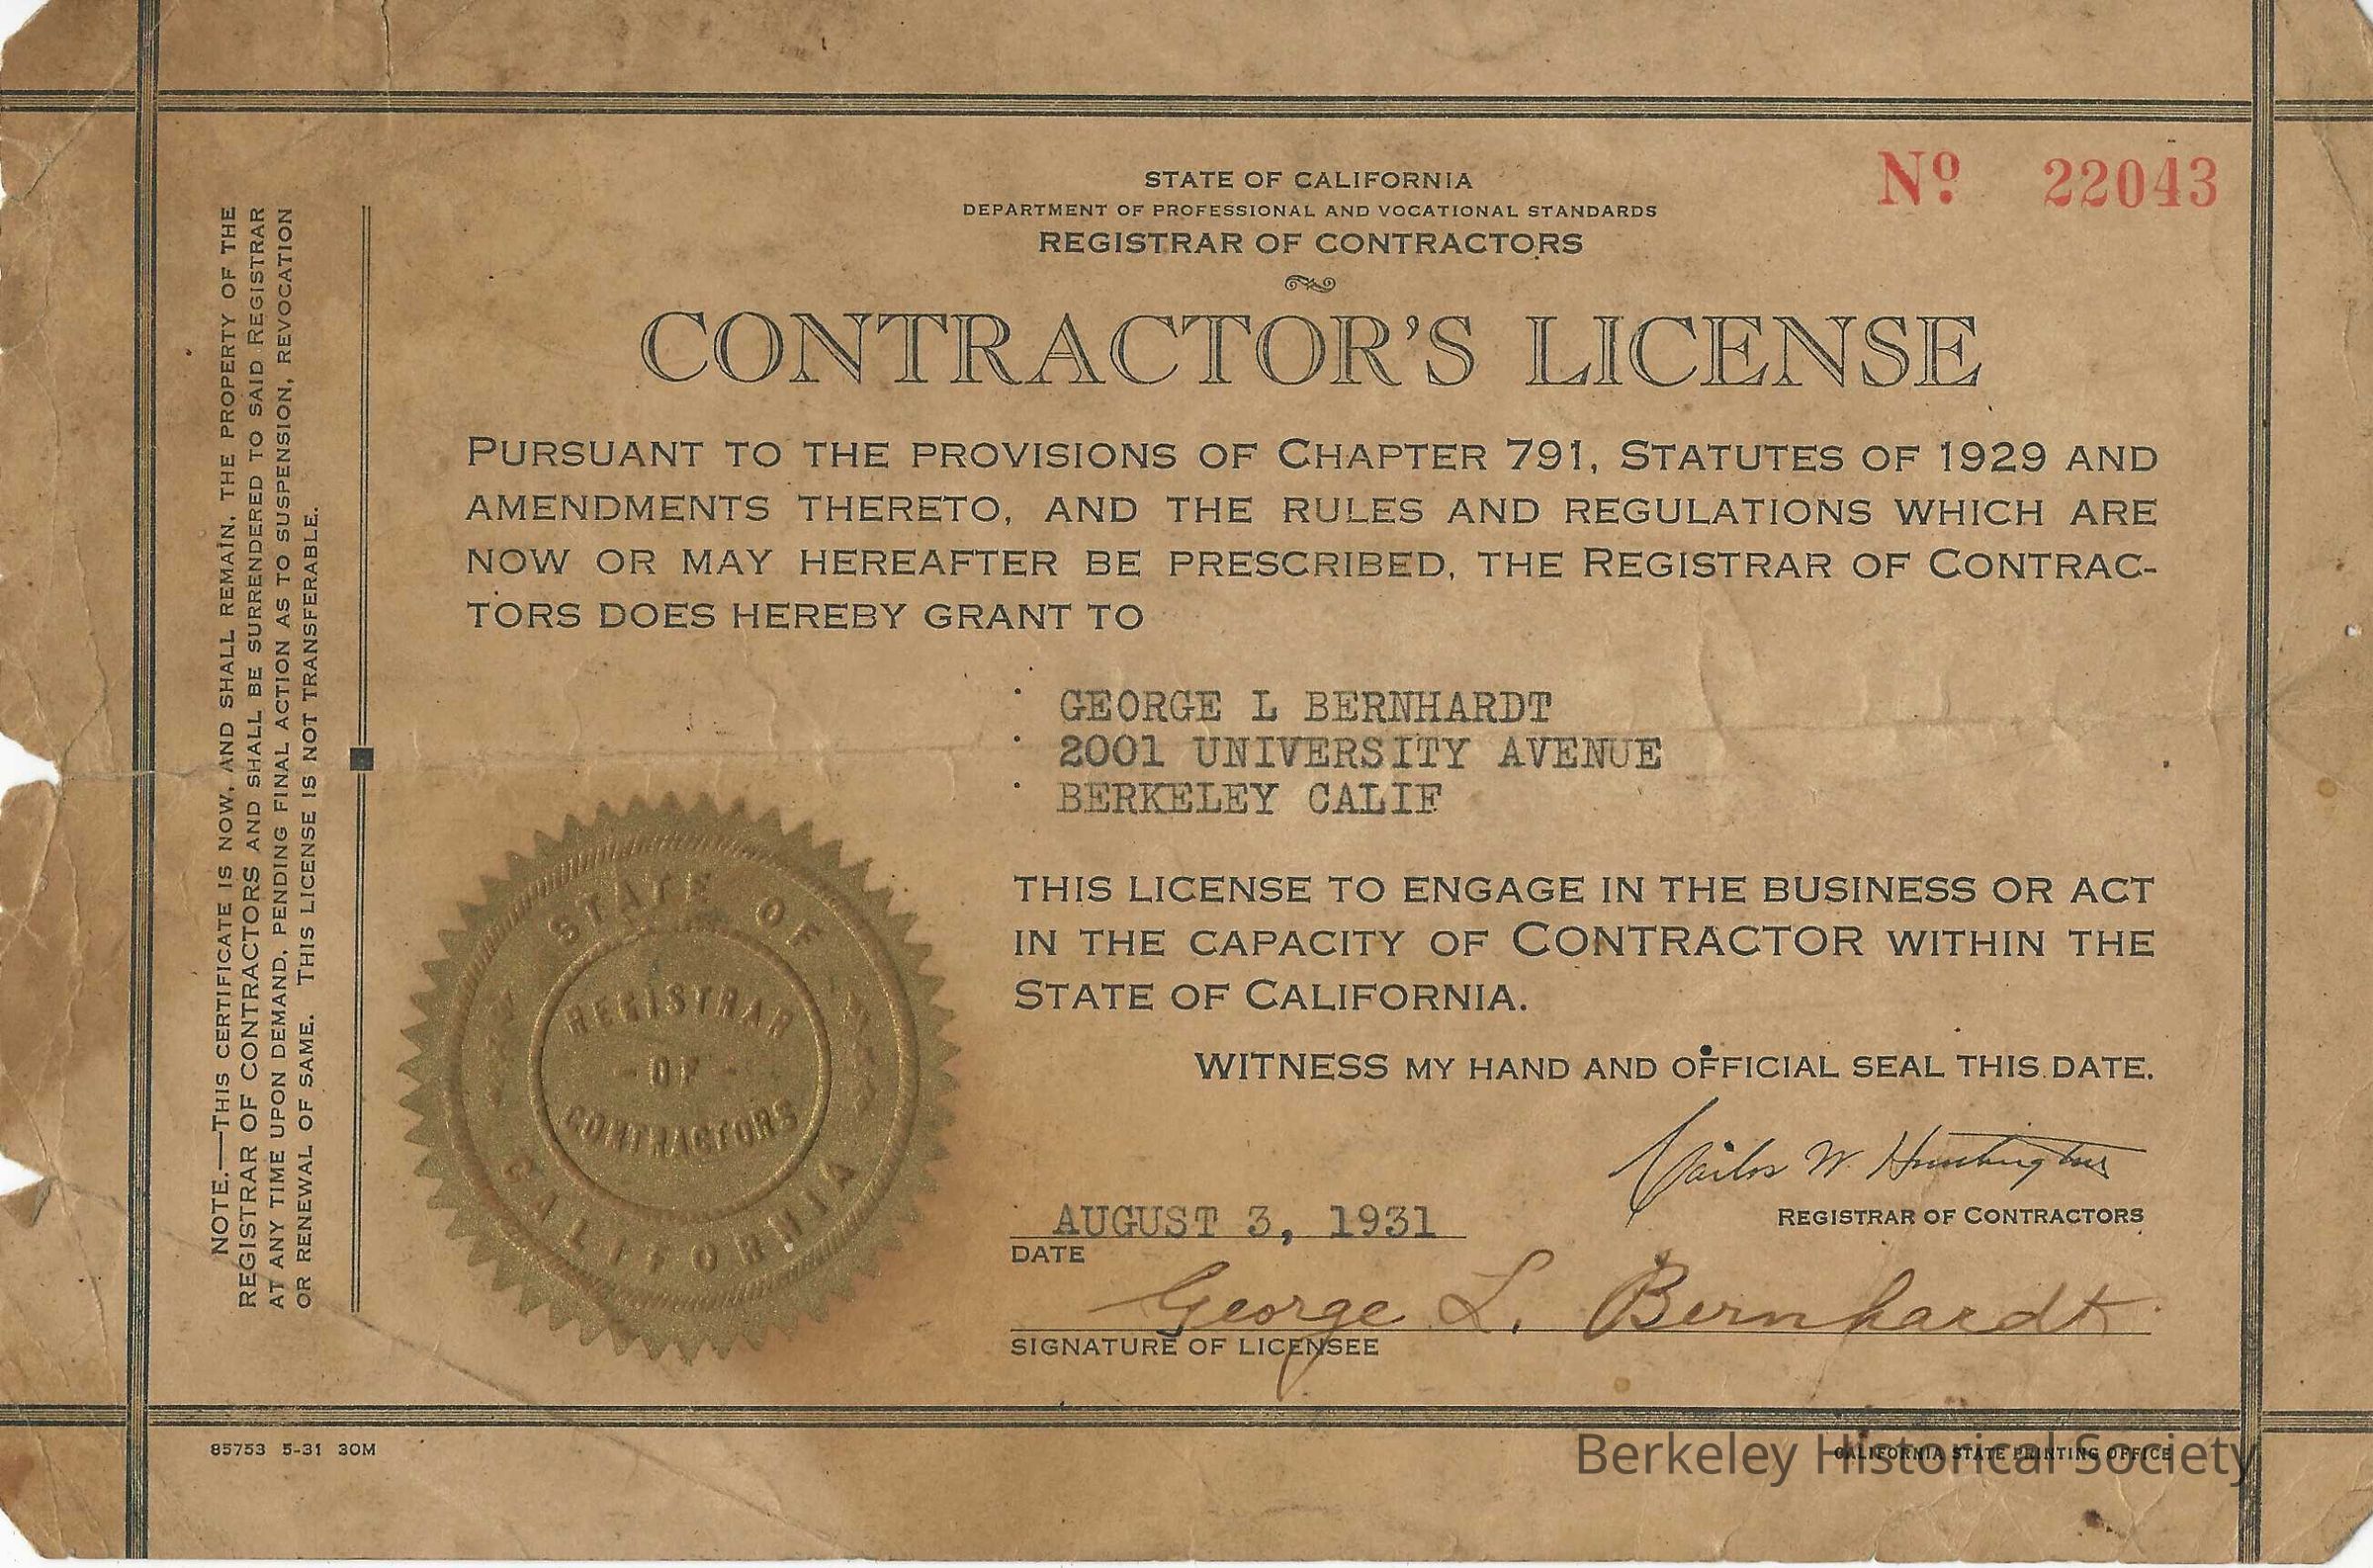 STATE OF CALIFORNIA
DEPARTMENT OF PROFESSIONAL AND VOCATIONAL STANDARDS
REGISTRAR OF CONTRACTORS
Nº 22043
CONTRACTOR'S LICENSE
PURSUANT TO THE PROVISIONS OF CHAPTER 791, STATUTES OF 1929 AND
AMENDMENTS THERETO, AND THE RULES AND REGULATIONS WHICH ARE
NOW OR MAY HEREAFTER BE PRESCRIBED, THE REGISTRAR OF CONTRAC-
TORS DOES HEREBY GRANT TO
GEORGE L BERNHARDT
2001 UNIVERSITY AVENUE
BERKELEY CALIF
THIS LICENSE TO ENGAGE IN THE BUSINESS OR ACT
IN THE CAPACITY OF CONTRACTOR WITHIN THE
STATE OF CALIFORNIA.
WITNESS MY HAND AND OFFICIAL SEAL THIS DATE.
Carlos W. Huntington
REGISTRAR OF CONTRACTORS
AUGUST 3, 1931
DATE
George L. Bernhardt
SIGNATURE OF LICENSEE
STATE OF
CALIFORNIA
REGISTRAR
-OF-
CONTRACTORS
NOTE.—THIS CERTIFICATE IS NOW, AND SHALL REMAIN, THE PROPERTY OF THE
REGISTRAR OF CONTRACTORS AND SHALL BE SURRENDERED TO SAID REGISTRAR
AT ANY TIME UPON DEMAND, PENDING FINAL ACTION AS TO SUSPENSION, REVOCATION
OR RENEWAL OF SAME. THIS LICENSE IS NOT TRANSFERABLE.
85753 5-31 30M
CALIFORNIA STATE PRINTING OFFICE
Berkeley Historical Society